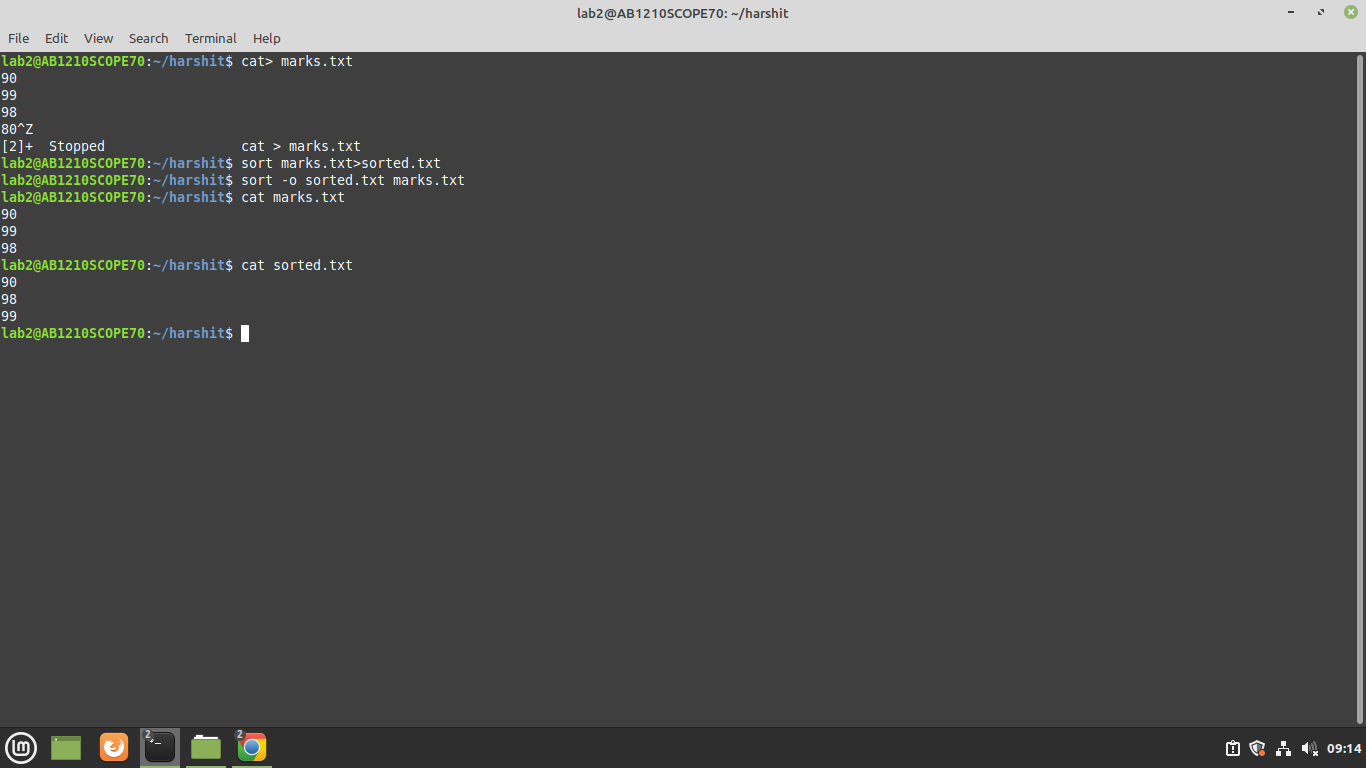 lab2@AB1210SCOPE70: ~/harshit
File Edit View Search Terminal Help
lab2@AB1210SCOPE70:~/harshit$ cat> marks.txt
90
99
98
80^Z
[2]+  Stopped                 cat > marks.txt
lab2@AB1210SCOPE70:~/harshit$ sort marks.txt>sorted.txt
lab2@AB1210SCOPE70:~/harshit$ sort -o sorted.txt marks.txt
lab2@AB1210SCOPE70:~/harshit$ cat marks.txt
90
99
98
lab2@AB1210SCOPE70:~/harshit$ cat sorted.txt
90
98
99
lab2@AB1210SCOPE70:~/harshit$
2 2
09:14